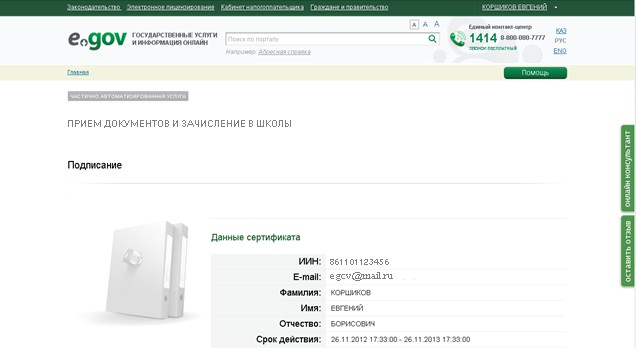 Законодательство Электронное лицензирование Кабинет налогоплательщика Граждане и правительство КОРШИКОВ ЕВГЕНИЙ
e.gov ГОСУДАРСТВЕННЫЕ УСЛУГИ
И ИНФОРМАЦИЯ ОНЛАЙН
A A A
Поиск по порталу
Например: Адресная справка
Единый контакт-центр
1414 8-800-080-7777
звонок бесплатный
ҚАЗ
РУС
ENG
Главная
Помощь
ЧАСТИЧНО АВТОМАТИЗИРОВАННАЯ УСЛУГА
ПРИЕМ ДОКУМЕНТОВ И ЗАЧИСЛЕНИЕ В ШКОЛЫ
Подписание
Данные сертификата
ИИН: 861101123456
E-mail: egcv@mail.ru
Фамилия: КОРШИКОВ
Имя: ЕВГЕНИЙ
Отчество: БОРИСОВИЧ
Срок действия: 26.11.2012 17:33:00 - 26.11.2013 17:33:00
онлайн консультант
оставить отзыв